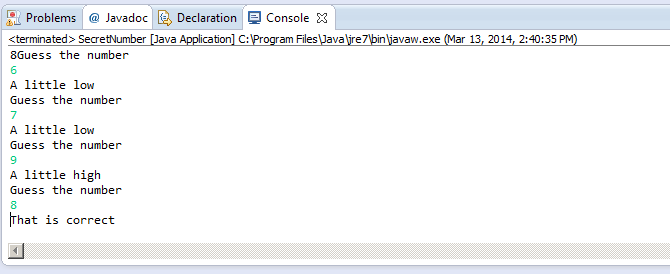 Problems @ Javadoc Declaration Console
<terminated> SecretNumber [Java Application] C:\Program Files\Java\jre7\bin\javaw.exe (Mar 13, 2014, 2:40:35 PM)
8Guess the number
6
A little low
Guess the number
7
A little low
Guess the number
9
A little high
Guess the number
8
That is correct